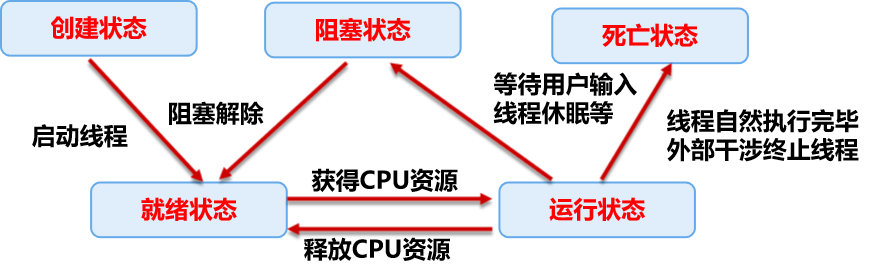 创建状态
阻塞状态
死亡状态
启动线程
阻塞解除
等待用户输入
线程休眠等
线程自然执行完毕
外部干涉终止线程
就绪状态
获得CPU资源
运行状态
释放CPU资源